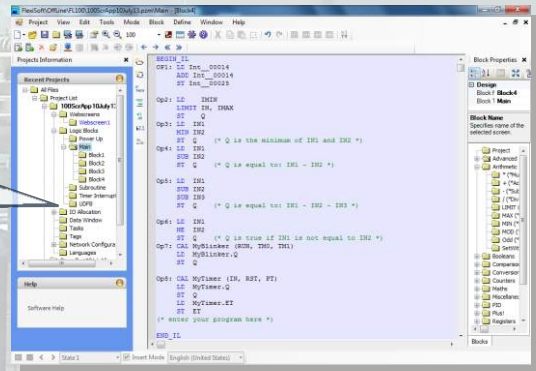 FlexiSoft\OffLine\FL100\100ScrApp10July13.pzm\Main - [Block4]
Project View Edit Tools Mode Block Define Window Help
100
Projects Information
Recent Projects
All Files
Project List
100ScrApp10July13
Webscreens
Webscreen1
Logic Blocks
Power Up
Main
Block1
Block2
Block3
Block4
Subroutine
Timer Interrupt
UDFB
IO Allocation
Data Window
Tasks
Tags
Network Configura
Languages
Help
Software Help
BEGIN_IL
OP1: LD Int__00014
ADD Int__00014
ST Int__00025
Op2: LD IMIN
LIMIT IN, IMAX
ST Q
Op3: LD IN1
MIN IN2
ST Q (* Q is the minimum of IN1 and IN2 *)
Op4: LD IN1
SUB IN2
ST Q (* Q is equal to: IN1 - IN2 *)
Op5: LD IN1
SUB IN2
SUB IN3
ST Q (* Q is equal to: IN1 - IN2 - IN3 *)
Op6: LD IN1
NE IN2
ST Q (* Q is true if IN1 is not equal to IN2 *)
Op7: CAL MyBlinker (RUN, TM0, TM1)
LD MyBlinker.Q
ST Q
Op8: CAL MyTimer (IN, RST, PT)
LD MyTimer.Q
ST Q
LD MyTimer.ET
ST ET
(* enter your program here *)
END_IL
Block Properties
Design
Block Block4
Block Main
Block Name
Specifies name of the
selected screen.
Project
Advanced
Arithmetic
LIMIT
MAX
MIN
MOD
Odd
SetWit
Booleans
Comparison
Conversion
Counters
Maths
Miscellaneo
PID
Plus!
Registers
Blocks
State 1
Insert Mode English (United States)